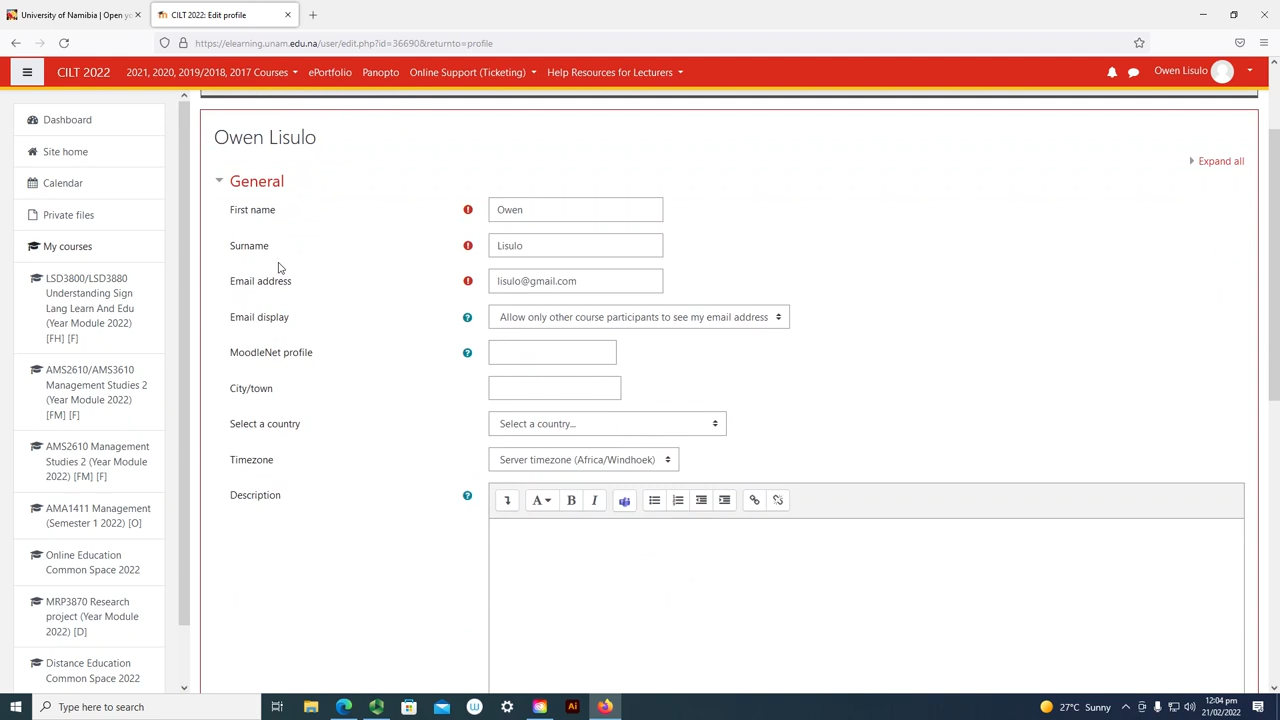 University of Namibia | Open ye
CILT 2022: Edit profile
https://elearning.unam.edu.na/user/edit.php?id=36690&returnto=profile
CILT 2022
2021, 2020, 2019/2018, 2017 Courses
ePortfolio
Panopto
Online Support (Ticketing)
Help Resources for Lecturers
Owen Lisulo
Dashboard
Site home
Calendar
Private files
My courses
LSD3800/LSD3880
Understanding Sign
Lang Learn And Edu
(Year Module 2022)
[FH] [F]
AMS2610/AMS3610
Management Studies 2
(Year Module 2022)
[FM] [F]
AMS2610 Management
Studies 2 (Year Module
2022) [FM] [F]
AMA1411 Management
(Semester 1 2022) [O]
Online Education
Common Space 2022
MRP3870 Research
project (Year Module
2022) [D]
Distance Education
Common Space 2022
Owen Lisulo
Expand all
General
First name
Owen
Surname
Lisulo
Email address
lisulo@gmail.com
Email display
Allow only other course participants to see my email address
MoodleNet profile
City/town
Select a country
Select a country...
Timezone
Server timezone (Africa/Windhoek)
Description
A B I
Type here to search
27°C Sunny
12:04 pm
21/02/2022